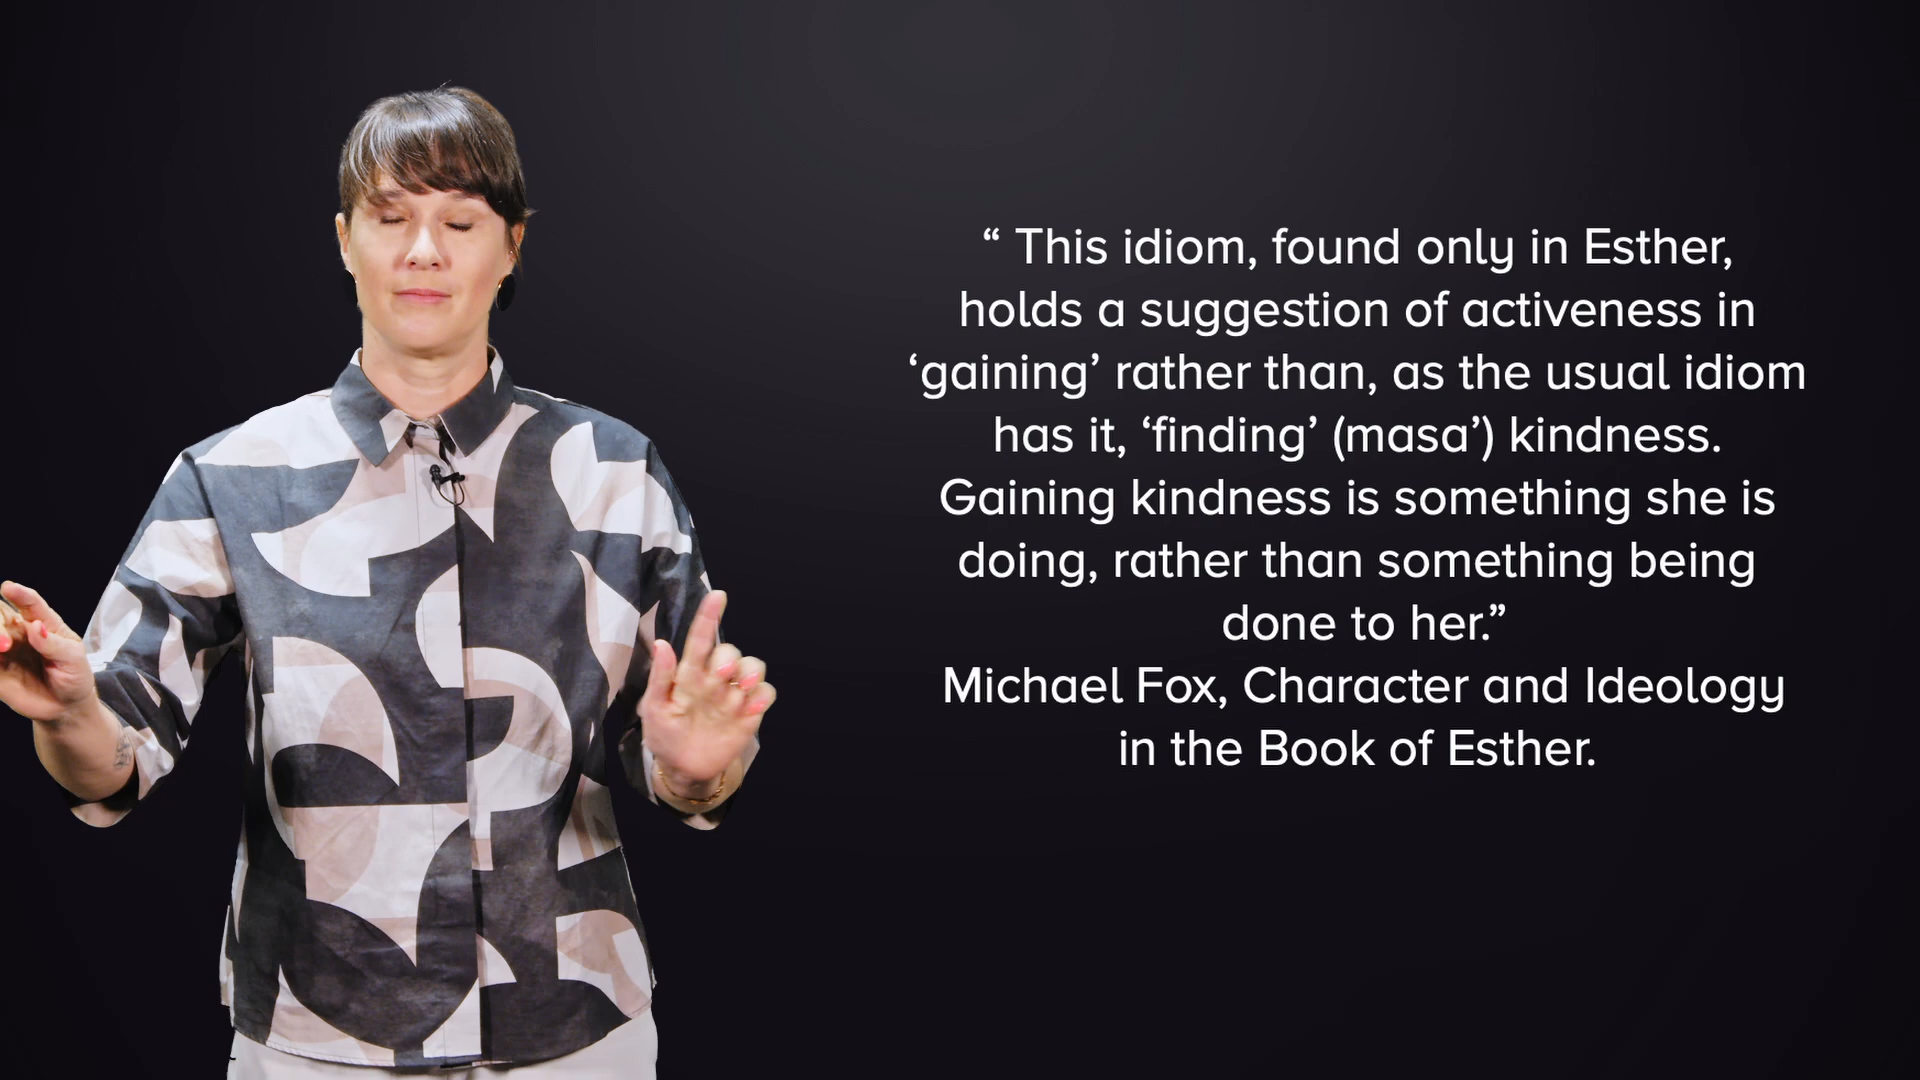 “ This idiom, found only in Esther,
holds a suggestion of activeness in
‘gaining’ rather than, as the usual idiom
has it, ‘finding’ (masa’) kindness.
Gaining kindness is something she is
doing, rather than something being
done to her.”
Michael Fox, Character and Ideology
in the Book of Esther.